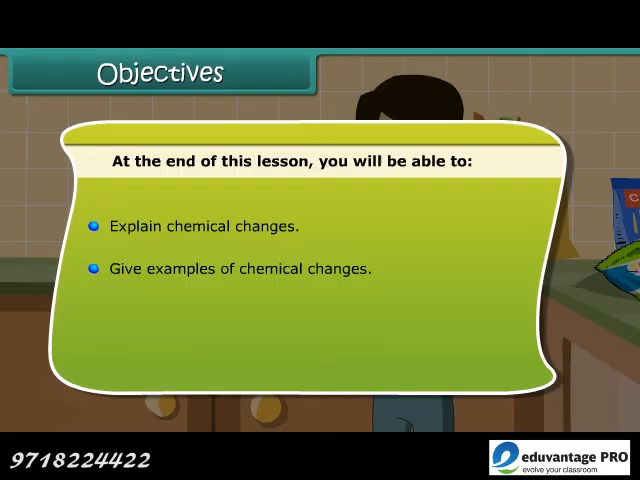 Objectives
At the end of this lesson, you will be able to:
Explain chemical changes.
Give examples of chemical changes.
9718224422
eduvantage PRO
evolve your classroom